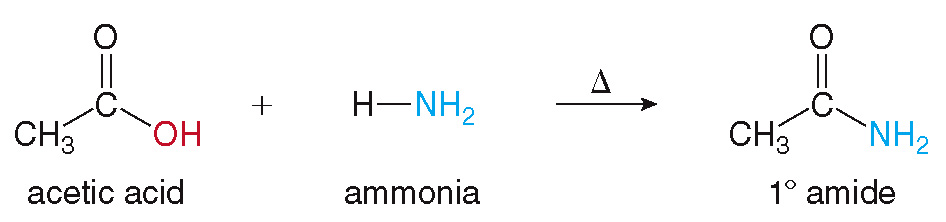 O O
CH3 C OH + H—NH2 Δ CH3 C NH2
acetic acid ammonia 1° amide